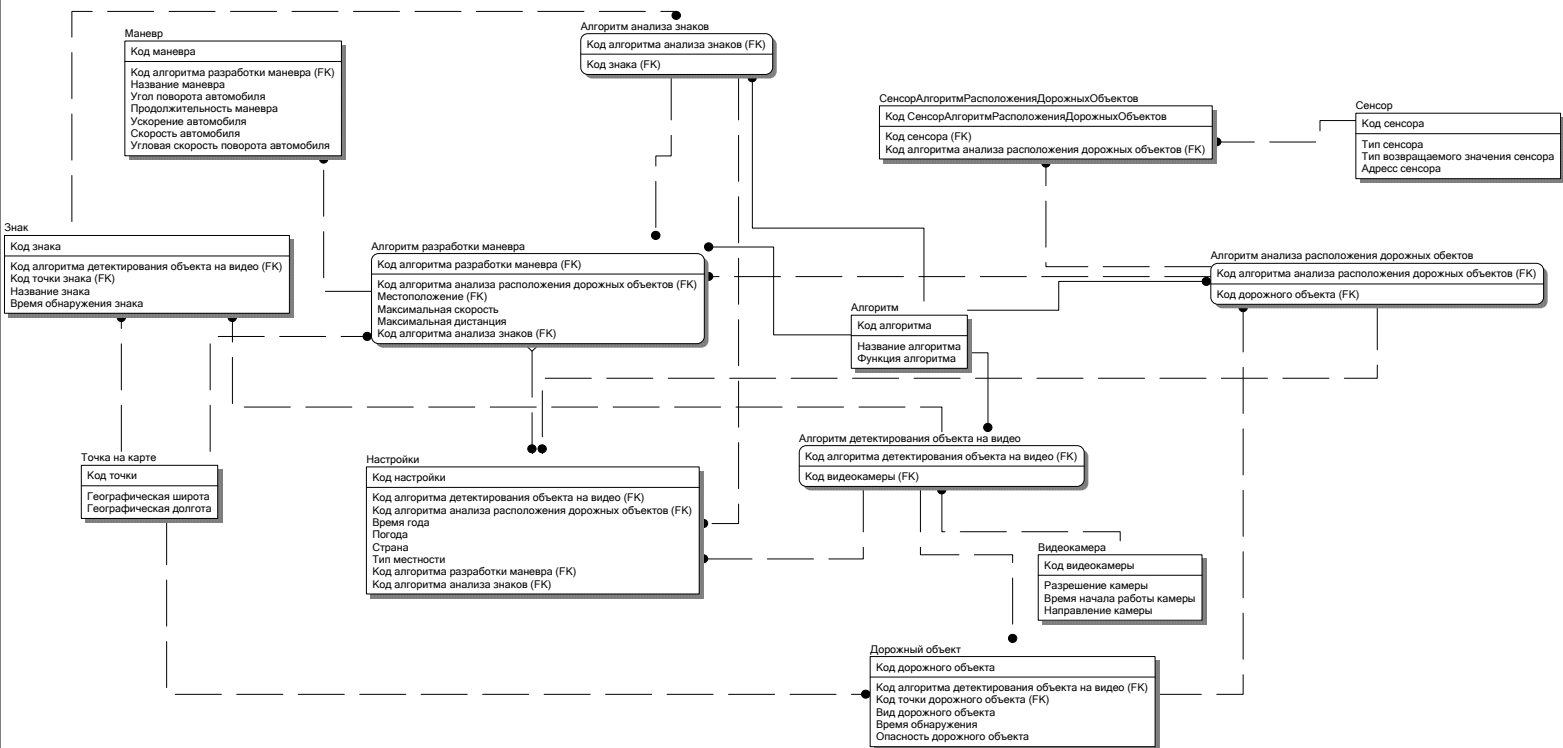 Маневр
Код маневра
Код алгоритма разработки маневра (FK)
Название маневра
Угол поворота автомобиля
Продолжительность маневра
Ускорение автомобиля
Скорость автомобиля
Угловая скорость поворота автомобиля
Алгоритм анализа знаков
Код алгоритма анализа знаков (FK)
Код знака (FK)
СенсорАлгоритмРасположенияДорожныхОбъектов
Код СенсорАлгоритмРасположенияДорожныхОбъектов
Код сенсора (FK)
Код алгоритма анализа расположения дорожных объектов (FK)
Сенсор
Код сенсора
Тип сенсора
Тип возвращаемого значения сенсора
Адресс сенсора
Знак
Код знака
Код алгоритма детектирования объекта на видео (FK)
Код точки знака (FK)
Название знака
Время обнаружения знака
Алгоритм разработки маневра
Код алгоритма разработки маневра (FK)
Код алгоритма анализа расположения дорожных объектов (FK)
Местоположение (FK)
Максимальная скорость
Максимальная дистанция
Код алгоритма анализа знаков (FK)
Алгоритм
Код алгоритма
Название алгоритма
Функция алгоритма
Алгоритм анализа расположения дорожных обектов
Код алгоритма анализа расположения дорожных объектов (FK)
Код дорожного объекта (FK)
Точка на карте
Код точки
Географическая широта
Географическая долгота
Настройки
Код настройки
Код алгоритма детектирования объекта на видео (FK)
Код алгоритма анализа расположения дорожных объектов (FK)
Время года
Погода
Страна
Тип местности
Код алгоритма разработки маневра (FK)
Код алгоритма анализа знаков (FK)
Алгоритм детектирования объекта на видео
Код алгоритма детектирования объекта на видео (FK)
Код видеокамеры (FK)
Видеокамера
Код видеокамеры
Разрешение камеры
Время начала работы камеры
Направление камеры
Дорожный объект
Код дорожного объекта
Код алгоритма детектирования объекта на видео (FK)
Код точки дорожного объекта (FK)
Вид дорожного объекта
Время обнаружения
Опасность дорожного объекта